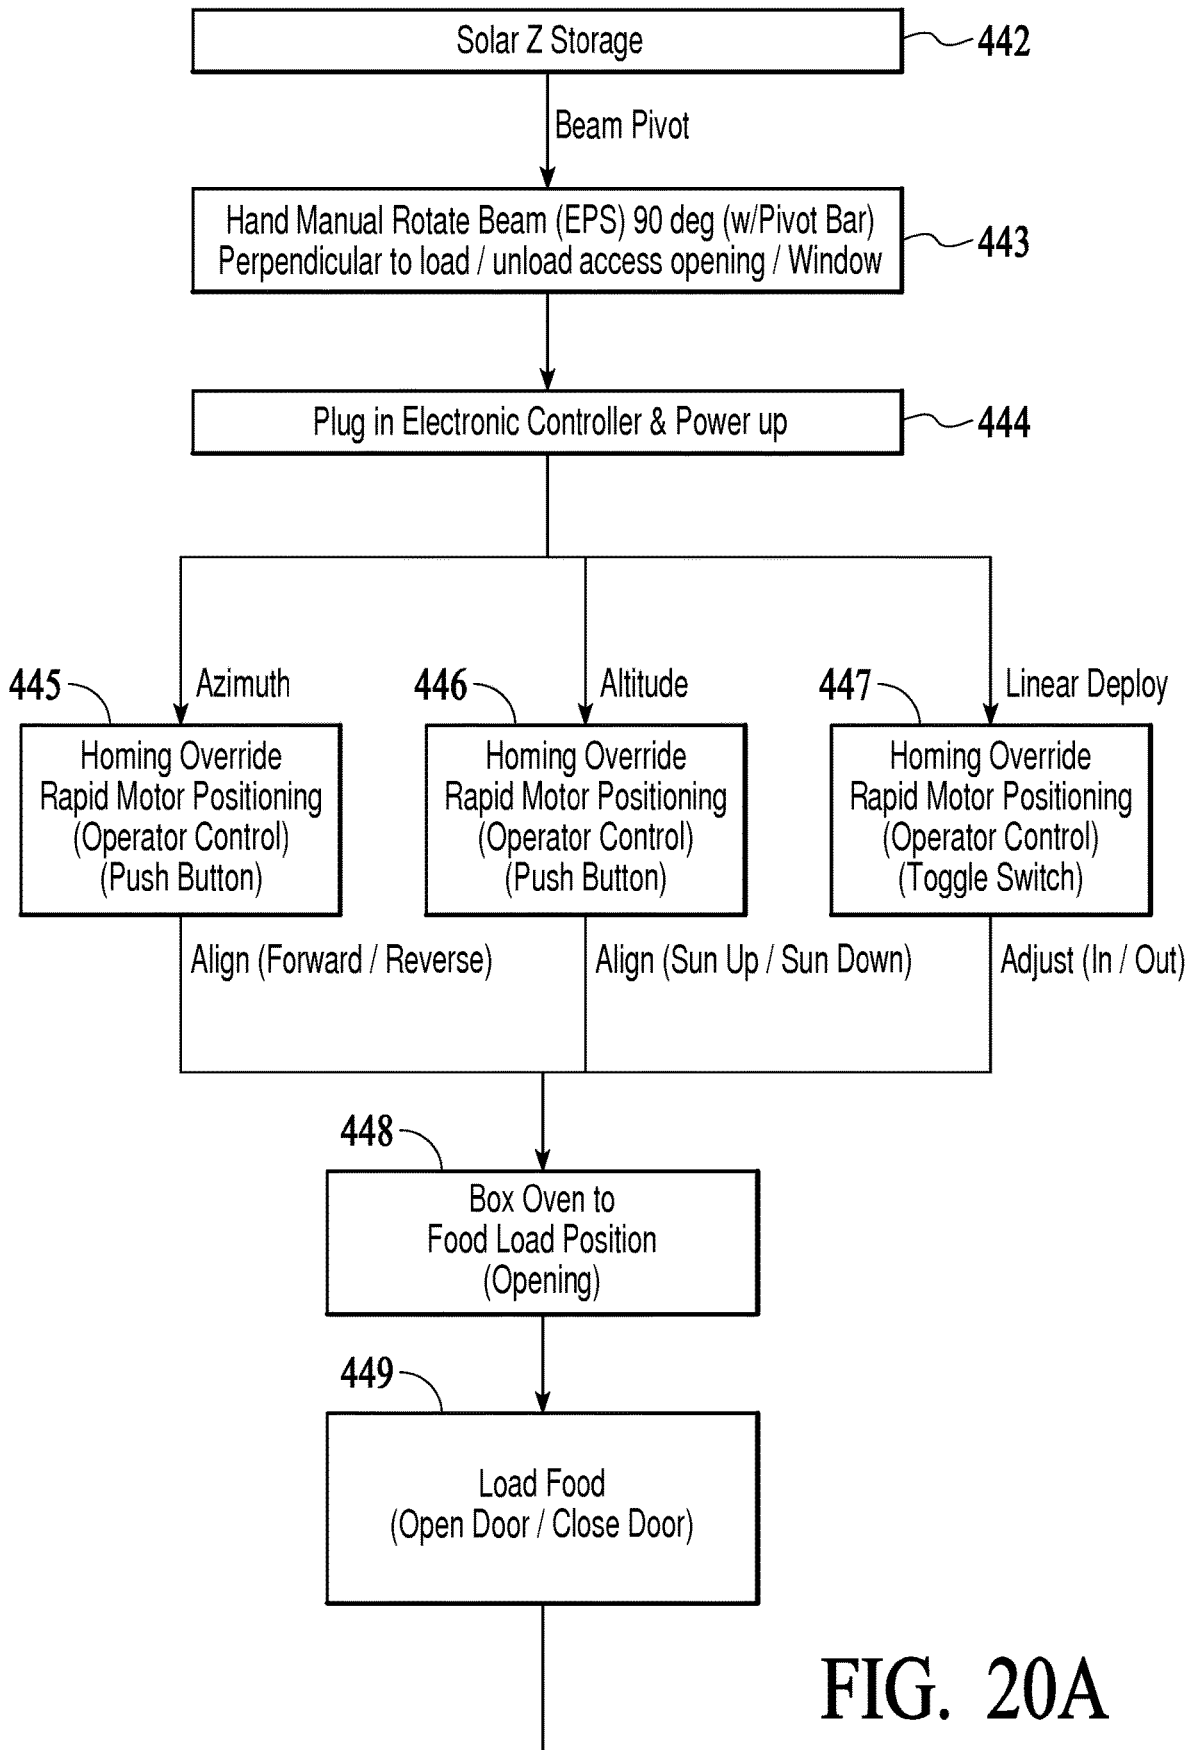 Solar Z Storage
442
Beam Pivot
Hand Manual Rotate Beam (EPS) 90 deg (w/Pivot Bar)
Perpendicular to load / unload access opening / Window
443
Plug in Electronic Controller & Power up
444
445
Azimuth
446
Altitude
447
Linear Deploy
Homing Override
Rapid Motor Positioning
(Operator Control)
(Push Button)
Homing Override
Rapid Motor Positioning
(Operator Control)
(Push Button)
Homing Override
Rapid Motor Positioning
(Operator Control)
(Toggle Switch)
Align (Forward / Reverse)
Align (Sun Up / Sun Down)
Adjust (In / Out)
448
Box Oven to
Food Load Position
(Opening)
449
Load Food
(Open Door / Close Door)
FIG. 20A